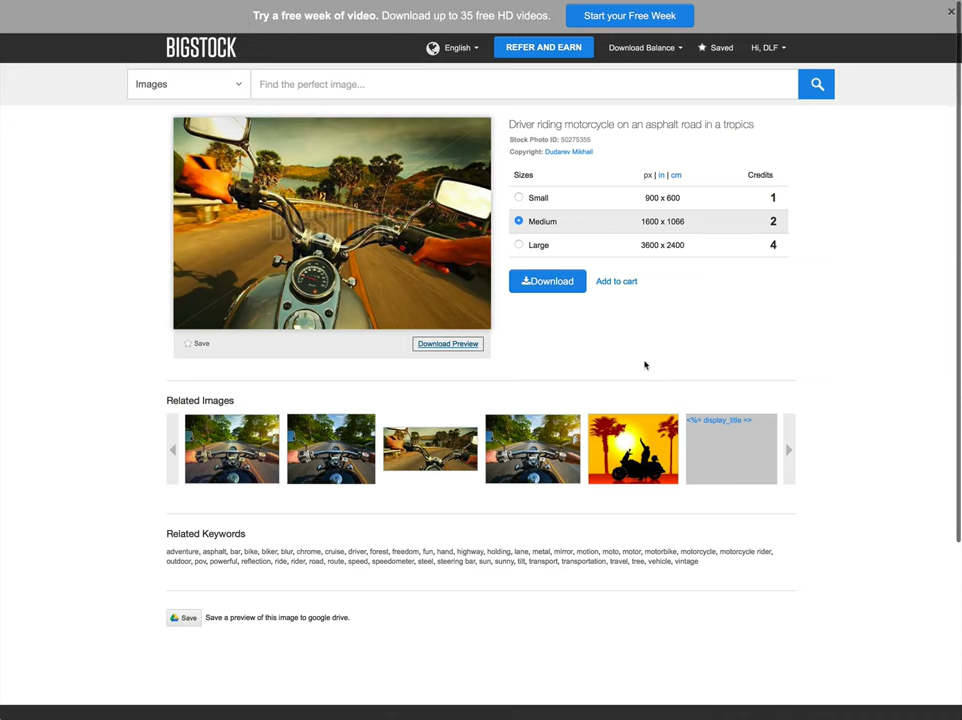 Try a free week of video. Download up to 35 free HD videos. Start your Free Week
BIGSTOCK English REFER AND EARN Download Balance Saved Hi, DLF
Images Find the perfect image...
Driver riding motorcycle on an asphalt road in a tropics
Stock Photo ID: 50275355
Copyright: Dudarev Mikhail
Sizes px | in | cm Credits
Small 900 x 600 1
Medium 1600 x 1066 2
Large 3600 x 2400 4
Download Add to cart
BIGSTOCK
Save Download Preview
Related Images
<%= display_title =>
Related Keywords
adventure, asphalt, bar, bike, biker, blur, chrome, cruise, driver, forest, freedom, fun, hand, highway, holding, lane, metal, mirror, motion, moto, motor, motorbike, motorcycle, motorcycle rider,
outdoor, pov, powerful, reflection, ride, rider, road, route, speed, speedometer, steel, steering bar, sun, sunny, tilt, transport, transportation, travel, tree, vehicle, vintage
Save Save a preview of this image to google drive.